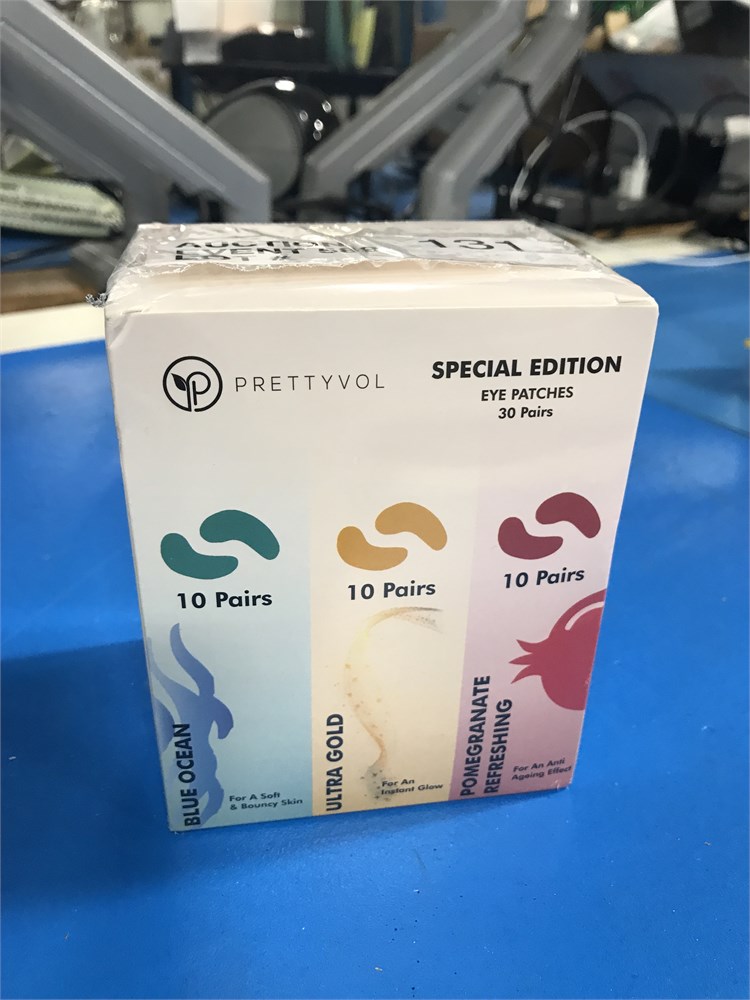 AUCTION
131
PRETTYVOL
SPECIAL EDITION
EYE PATCHES
30 Pairs
10 Pairs
10 Pairs
10 Pairs
BLUE OCEAN
For A Soft
& Bouncy Skin
ULTRA GOLD
For An
Instant Glow
POMEGRANATE
REFRESHING
For An Anti
Ageing Effect